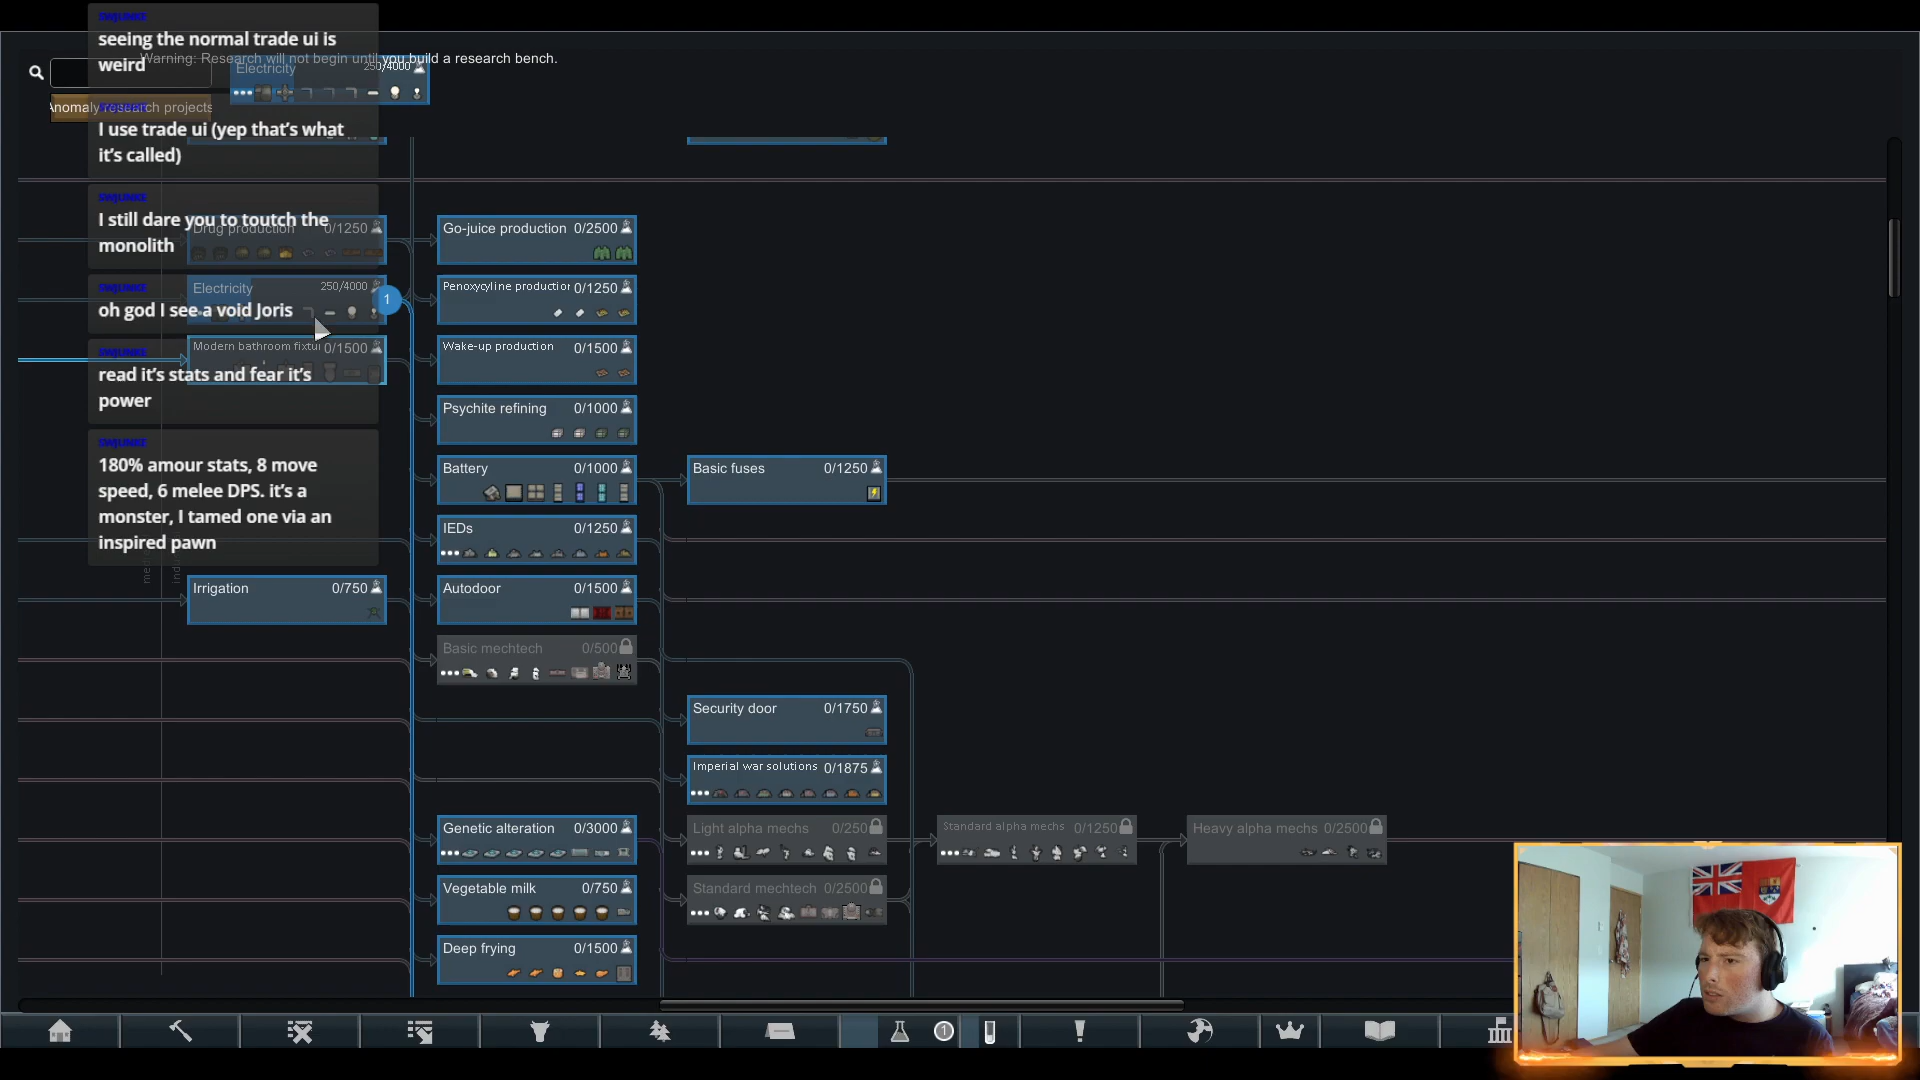 SWJUNKE
seeing the normal trade ui is
weird
Warning: Research will not begin until you build a research bench.
Electricity 250/4000
Anomaly research projects
I use trade ui (yep that's what
it's called)
SWJUNKE
I still dare you to toutch the
monolith
Drug production 0/1250
Go-juice production 0/2500
SWJUNKE
oh god I see a void Joris
Electricity 250/4000
1
Penoxycyline production 0/1250
SWJUNKE
read it's stats and fear it's
power
Modern bathroom fixtu 0/1500
Wake-up production 0/1500
Psychite refining 0/1000
SWJUNKE
180% amour stats, 8 move
speed, 6 melee DPS. it's a
monster, I tamed one via an
inspired pawn
Battery 0/1000
Basic fuses 0/1250
IEDs 0/1250
Irrigation 0/750
Autodoor 0/1500
Basic mechtech 0/500
Security door 0/1750
Imperial war solutions 0/1875
Genetic alteration 0/3000
Light alpha mechs 0/250
Standard alpha mechs 0/1250
Heavy alpha mechs 0/2500
Vegetable milk 0/750
Standard mechtech 0/2500
Deep frying 0/1500
1